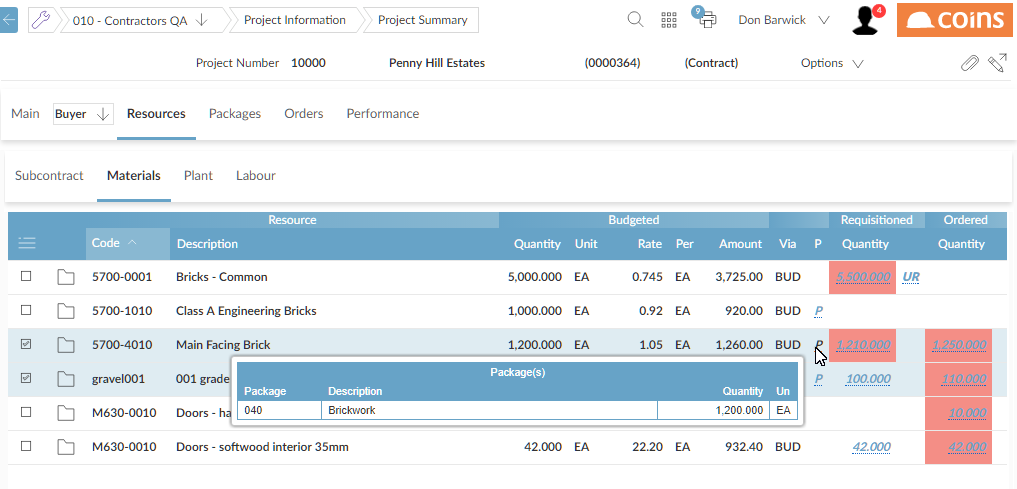 010 - Contractors QA Project Information Project Summary 9 Don Barwick 4 coins
Project Number 10000 Penny Hill Estates (0000364) (Contract) Options
Main Buyer Resources Packages Orders Performance
Subcontract Materials Plant Labour
Resource Budgeted Requisitioned Ordered
Code Description Quantity Unit Rate Per Amount Via P Quantity Quantity
5700-0001 Bricks - Common 5,000.000 EA 0.745 EA 3,725.00 BUD 5,500.000 UR
5700-1010 Class A Engineering Bricks 1,000.000 EA 0.92 EA 920.00 BUD P
5700-4010 Main Facing Brick 1,200.000 EA 1.05 EA 1,260.00 BUD P 1,210.000 1,250.000
gravel001 001 grade P 100.000 110.000
Package(s)
Package Description Quantity Un
040 Brickwork 1,200.000 EA
M630-0010 Doors - ha 10.000
M630-0010 Doors - softwood interior 35mm 42.000 EA 22.20 EA 932.40 BUD 42.000 42.000